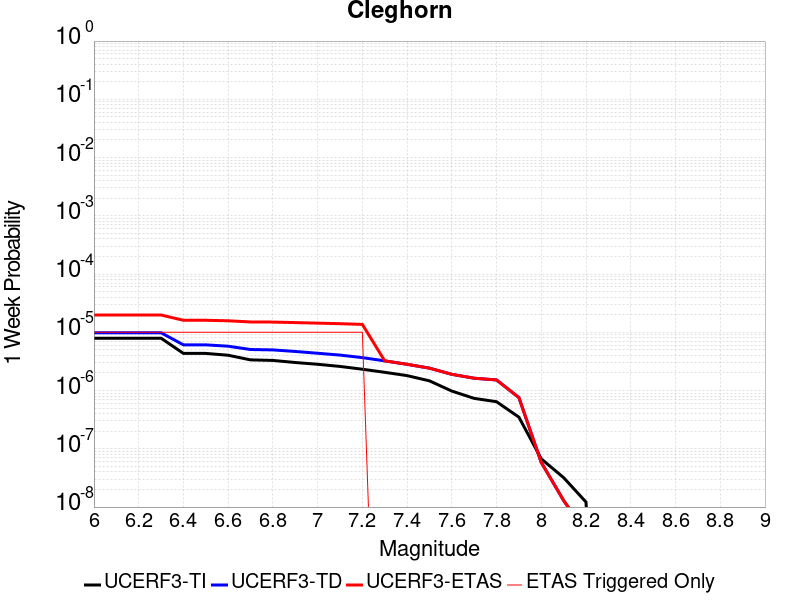 Cleghorn
1 Week Probability
10^0
10^-1
10^-2
10^-3
10^-4
10^-5
10^-6
10^-7
10^-8
6 6.2 6.4 6.6 6.8 7 7.2 7.4 7.6 7.8 8 8.2 8.4 8.6 8.8 9
Magnitude
UCERF3-TI UCERF3-TD UCERF3-ETAS ETAS Triggered Only